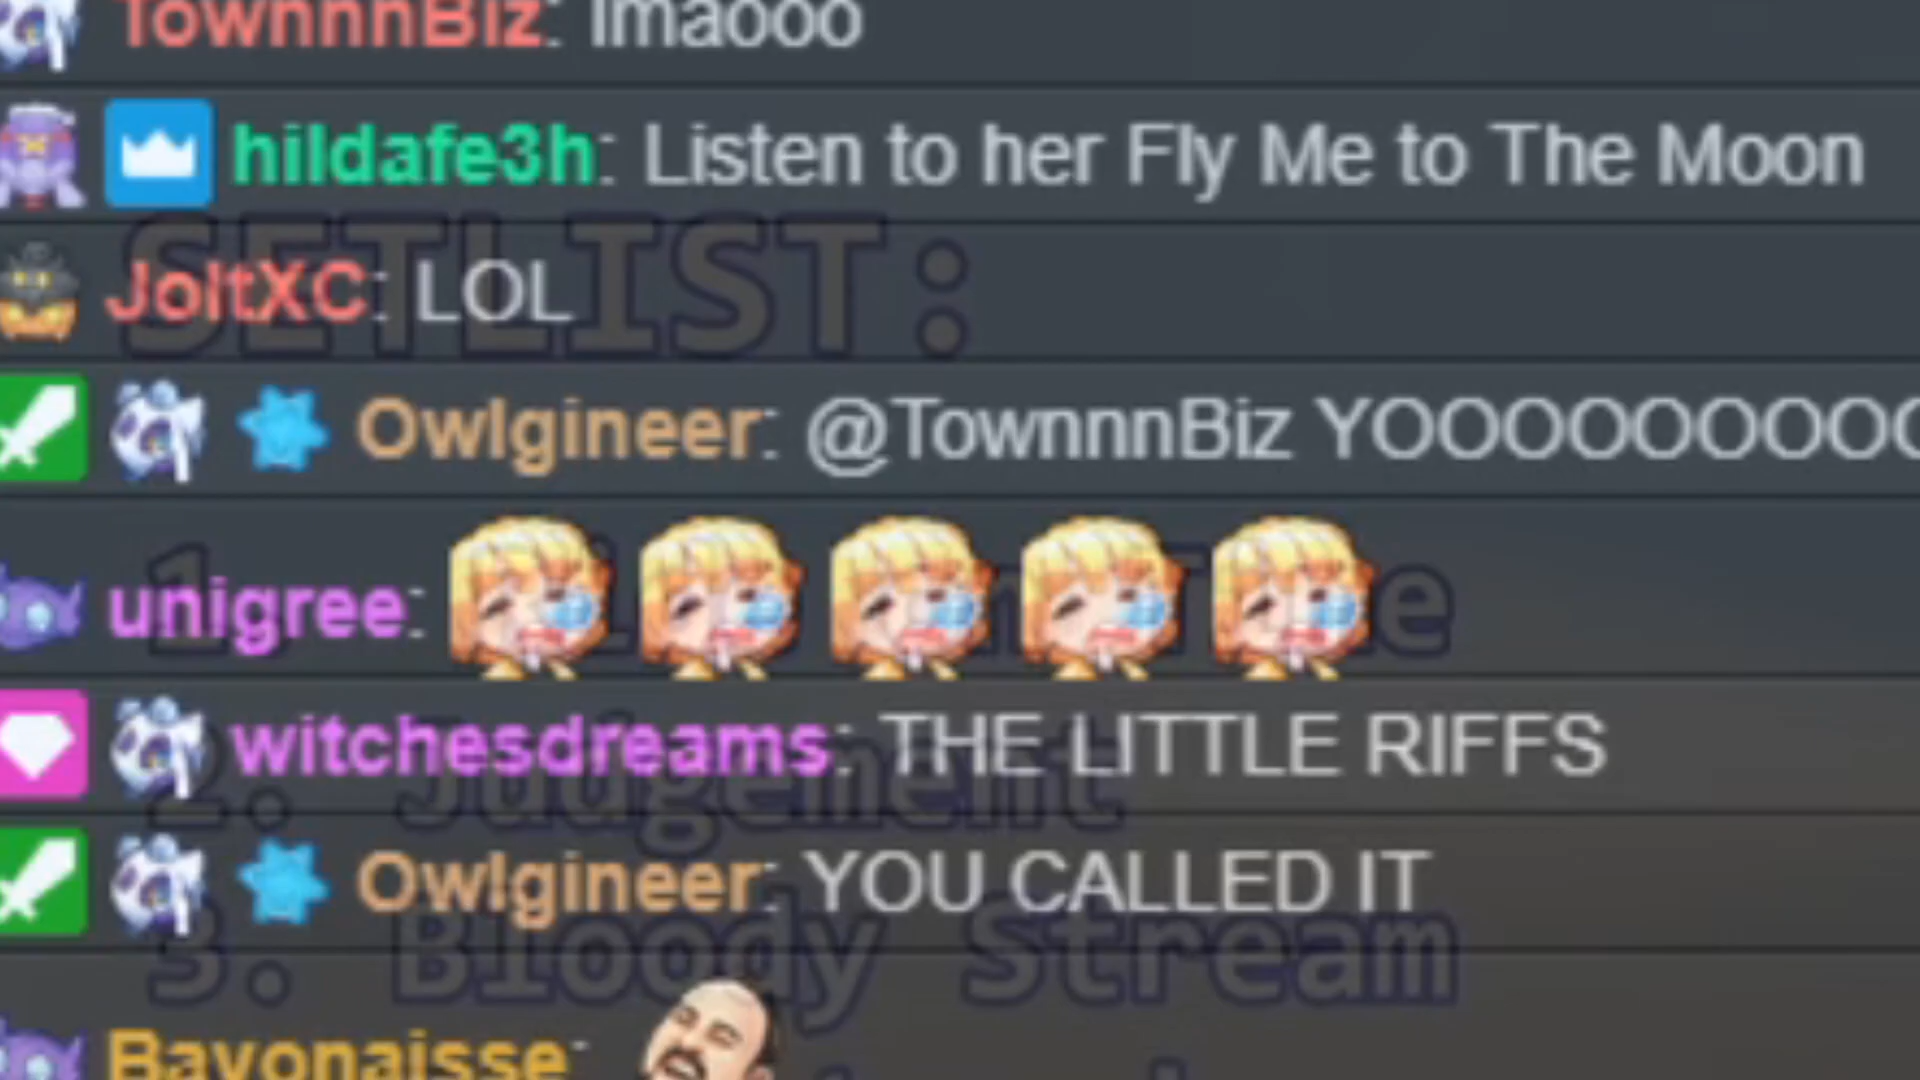 TownnnBiz: lmaooo
hildafe3h: Listen to her Fly Me to The Moon
SETLIST:
JoltXC: LOL
Owlgineer: @TownnnBiz YOOOOOOOOO
1.
unigree:
witchesdreams: THE LITTLE RIFFS
2. Judgement
Owlgineer: YOU CALLED IT
3. Bloody Stream
Bayonaisse: